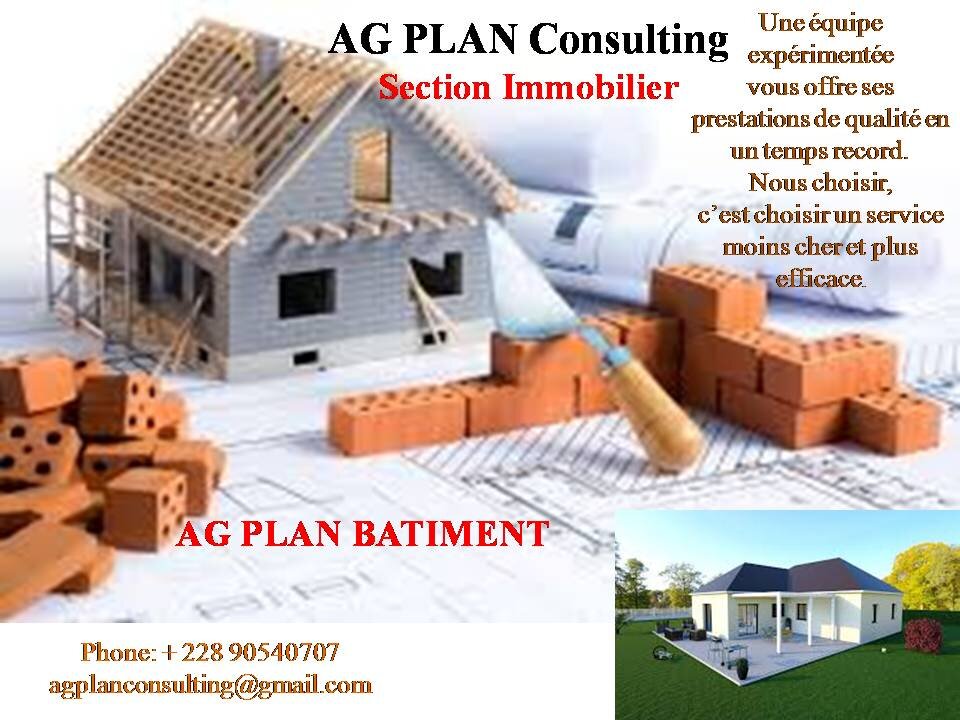 AG PLAN Consulting
Section Immobilier
Une équipe
expérimentée
vous offre ses
prestations de qualité en
un temps record.
Nous choisir,
c’est choisir un service
moins cher et plus
efficace.
AG PLAN BATIMENT
Phone: + 228 90540707
agplanconsulting@gmail.com